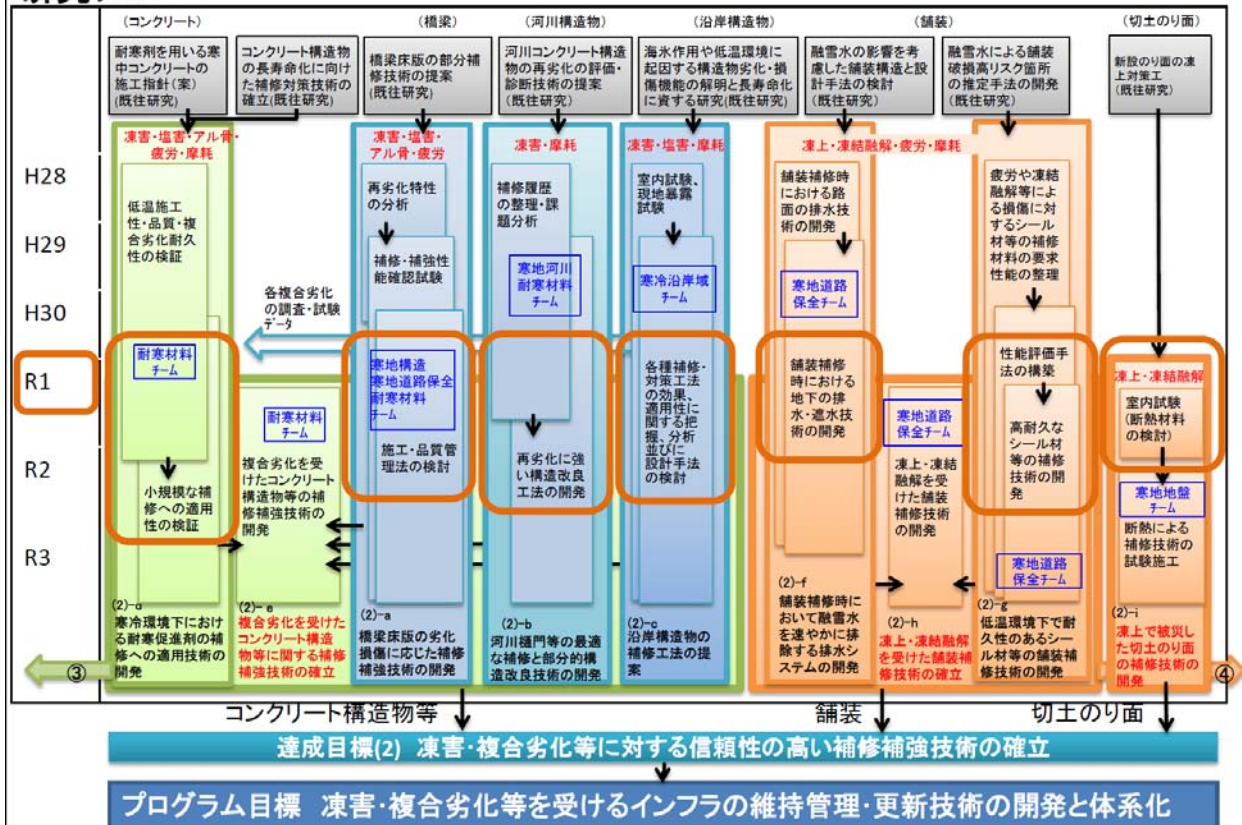 (コンクリート)
(橋梁)
(河川構造物)
(沿岸構造物)
(舗装)
(切土のり面)
耐寒剤を用いる寒
中コンクリートの
施工指針(案)
(既往研究)
コンクリート構造物
の長寿命化に向け
た補修対策技術の
確立(既往研究)
橋梁床版の部分補
修技術の提案
(既往研究)
河川コンクリート構造
物の再劣化の評価・
診断技術の提案
(既往研究)
海氷作用や低温環境に
起因する構造物劣化・損
傷機能の解明と長寿命化
に資する研究(既往研究)
融雪水の影響を考
慮した舗装構造と設
計手法の検討
(既往研究)
融雪水による舗装
破損高リスク箇所
の推定手法の開発
(既往研究)
新設のり面の凍
上対策工
(既往研究)
H28
H29
H30
R1
R2
R3
凍害・塩害・アル骨・
疲労・摩耗
低温施工
性・品質・複
合劣化耐久
性の検証
耐寒材料
チーム
小規模な補
修への適用
性の検証
(2)-d
寒冷環境下における
耐寒促進剤の補
修への適用技術の開発
③
各複合劣化
の調査・試験
データ
耐寒材料
チーム
複合劣化を受
けたコンクリート
構造物等の補
修補強技術の
開発
(2)-e
複合劣化を受けた
コンクリート構造
物等に関する補修
補強技術の確立
凍害・塩害・
アル骨・疲労
再劣化特性
の分析
補修・補強性
能確認試験
寒地構造
寒地道路保全
耐寒材料
チーム
施工・品質管
理法の検討
(2)-a
橋梁床版の劣化
損傷に応じた補修
補強技術の開発
凍害・摩耗
補修履歴
の整理・課
題分析
寒地河川
耐寒材料
チーム
再劣化に強
い構造改良
工法の開発
(2)-b
河川樋門等の最適
な補修と部分的構
造改良技術の開発
凍害・塩害・摩耗
室内試験、
現地暴露
試験
寒冷沿岸域
チーム
各種補修・
対策工法
の効果、
適用性に
関する把
握、分析
並びに
設計手法
の検討
(2)-c
沿岸構造物の
補修工法の提
案
凍上・凍結融解・疲労・摩耗
舗装補修時
における路
面の排水技
術の開発
寒地道路
保全チーム
舗装補修
時における
地下の排
水・遮水技
術の開発
(2)-f
舗装補修時に
おいて融雪水
を速やかに排
除する排水シ
ステムの開発
寒地道路
保全チーム
凍上・凍結
融解を受
けた舗装
補修技術
の開発
(2)-h
凍上・凍結融解
を受けた舗装補
修技術の確立
疲労や凍結
融解等によ
る損傷に対
するシール
材等の補修
材料の要求
性能の整理
性能評価手
法の構築
高耐久な
シール材
等の補修
技術の開
発
寒地道路
保全チーム
(2)-g
低温環境下で耐
久性のあるシー
ル材等の舗装補
修技術の開発
凍上・凍結融解
室内試験
(断熱材料
の検討)
寒地地盤
チーム
断熱による
補修技術の
試験施工
(2)-i
凍上で被災し
た切土のり面
の補修技術の
開発
④
コンクリート構造物等
舗装
切土のり面
達成目標(2) 凍害・複合劣化等に対する信頼性の高い補修補強技術の確立
プログラム目標 凍害・複合劣化等を受けるインフラの維持管理・更新技術の開発と体系化